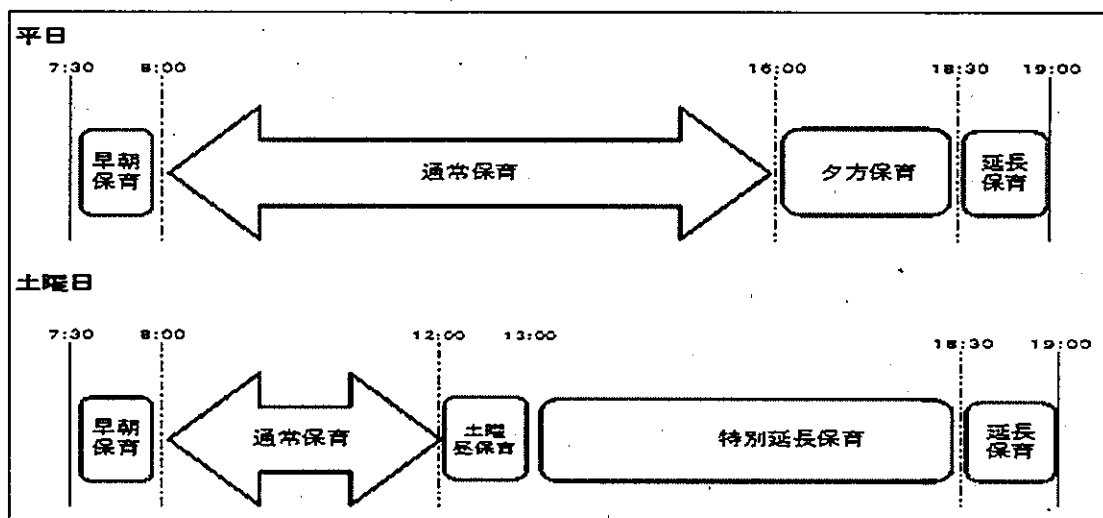 平日
7:30 8:00 16:00 18:30 19:00
早朝
保育
通常保育
夕方保育
延長
保育
土曜日
7:30 8:00 12:00 13:00 18:30 19:00
早朝
保育
通常保育
土曜
昼保育
特別延長保育
延長
保育